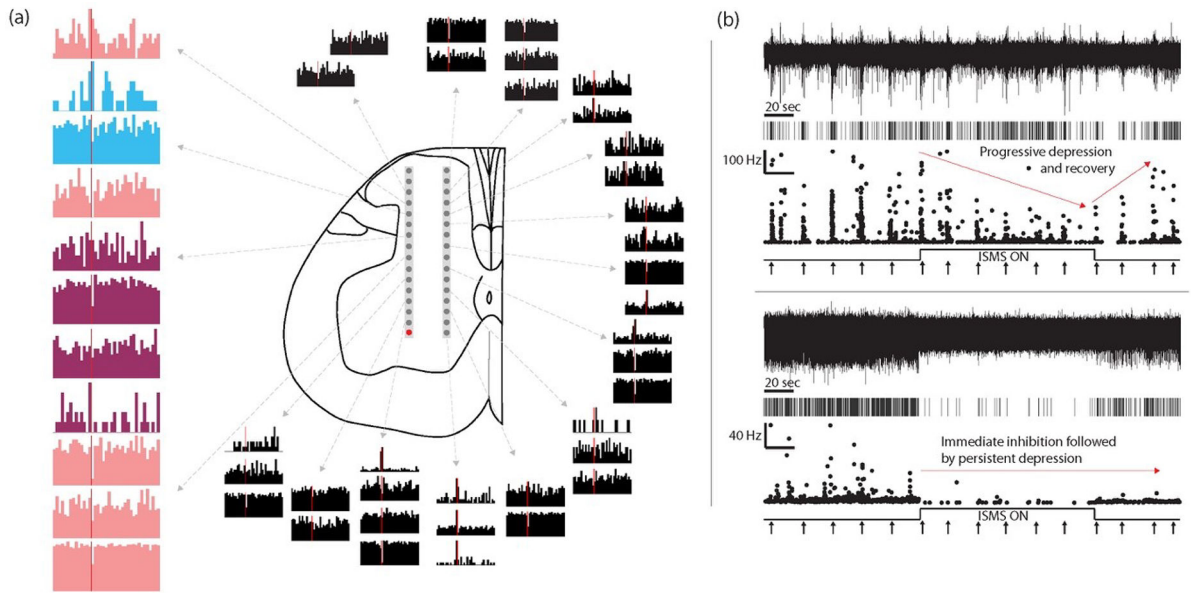 (a)
(b)
20 sec
100 Hz
Progressive depression
and recovery
ISMS ON
20 sec
40 Hz
Immediate inhibition followed
by persistent depression
ISMS ON